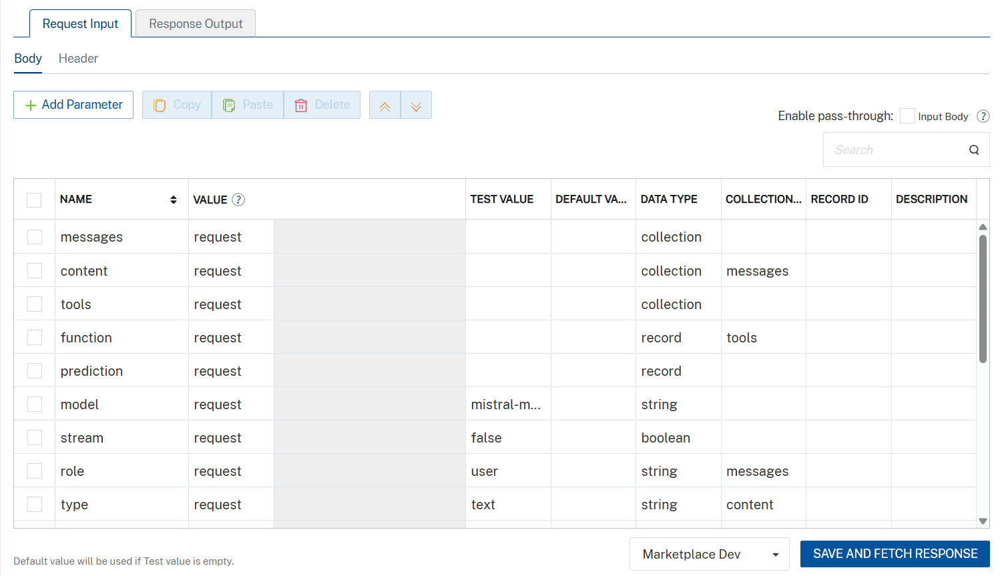 Request Input Response Output
Body Header
Add Parameter Copy Paste Delete
Enable pass-through: Input Body ?
Search
NAME VALUE ? TEST VALUE DEFAULT VA... DATA TYPE COLLECTION... RECORD ID DESCRIPTION
messages request collection
content request collection messages
tools request collection
function request record tools
prediction request record
model request mistral-m... string
stream request false boolean
role request user string messages
type request text string content
Default value will be used if Test value is empty. Marketplace Dev SAVE AND FETCH RESPONSE